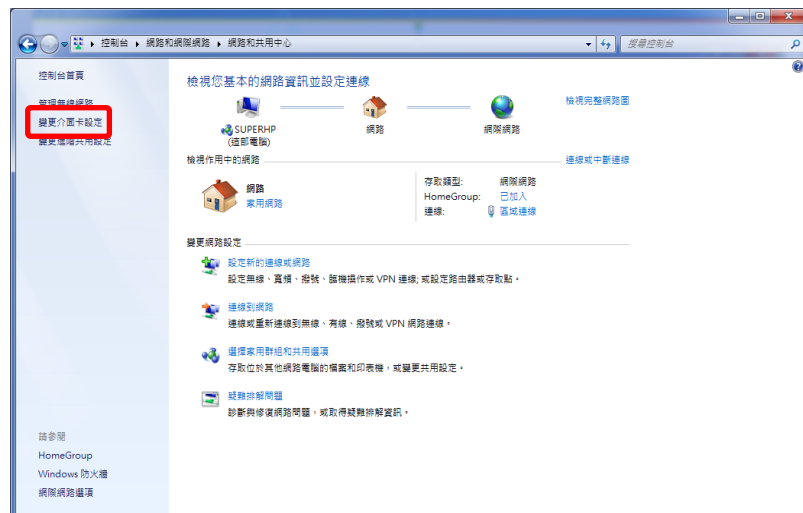 控制台 ▸ 網路和網際網路 ▸ 網路和共用中心
搜尋控制台
控制台首頁
管理無線網路
變更介面卡設定
變更進階共用設定
檢視您基本的網路資訊並設定連線
SUPERHP
(這部電腦)
網路
網際網路
檢視完整網路圖
檢視作用中的網路
連線或中斷連線
網路
家用網路
存取類型: 網際網路
HomeGroup: 已加入
連線: 區域連線
變更網路設定
設定新的連線或網路
設定無線、寬頻、撥號、臨機操作或 VPN 連線; 或設定路由器或存取點。
連線到網路
連線或重新連線到無線、有線、撥號或 VPN 網路連線。
選擇家用群組和共用選項
存取位於其他網路電腦的檔案和印表機，或變更共用設定。
疑難排解問題
診斷與修復網路問題，或取得疑難排解資訊。
請參閱
HomeGroup
Windows 防火牆
網際網路選項